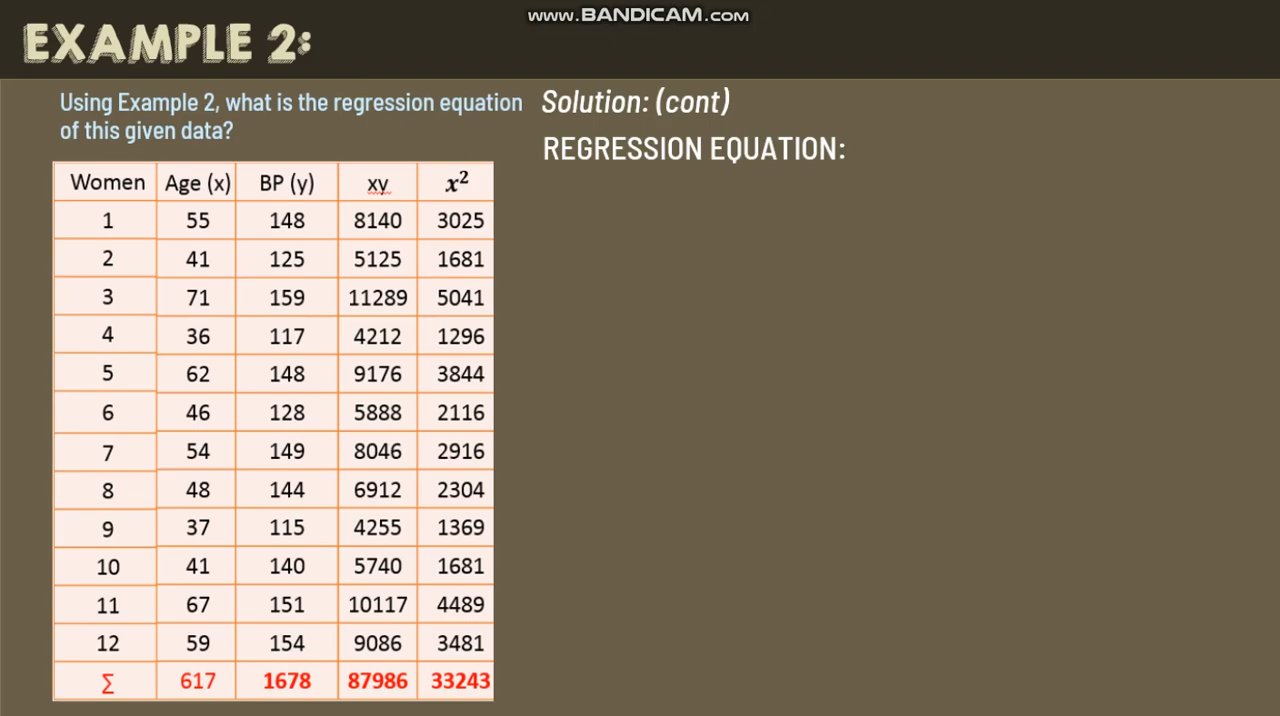 www.BANDICAM.com
EXAMPLE 2:
Using Example 2, what is the regression equation
of this given data?
Solution: (cont)
REGRESSION EQUATION:
Women Age (x) BP (y) xy x²
1 55 148 8140 3025
2 41 125 5125 1681
3 71 159 11289 5041
4 36 117 4212 1296
5 62 148 9176 3844
6 46 128 5888 2116
7 54 149 8046 2916
8 48 144 6912 2304
9 37 115 4255 1369
10 41 140 5740 1681
11 67 151 10117 4489
12 59 154 9086 3481
∑ 617 1678 87986 33243